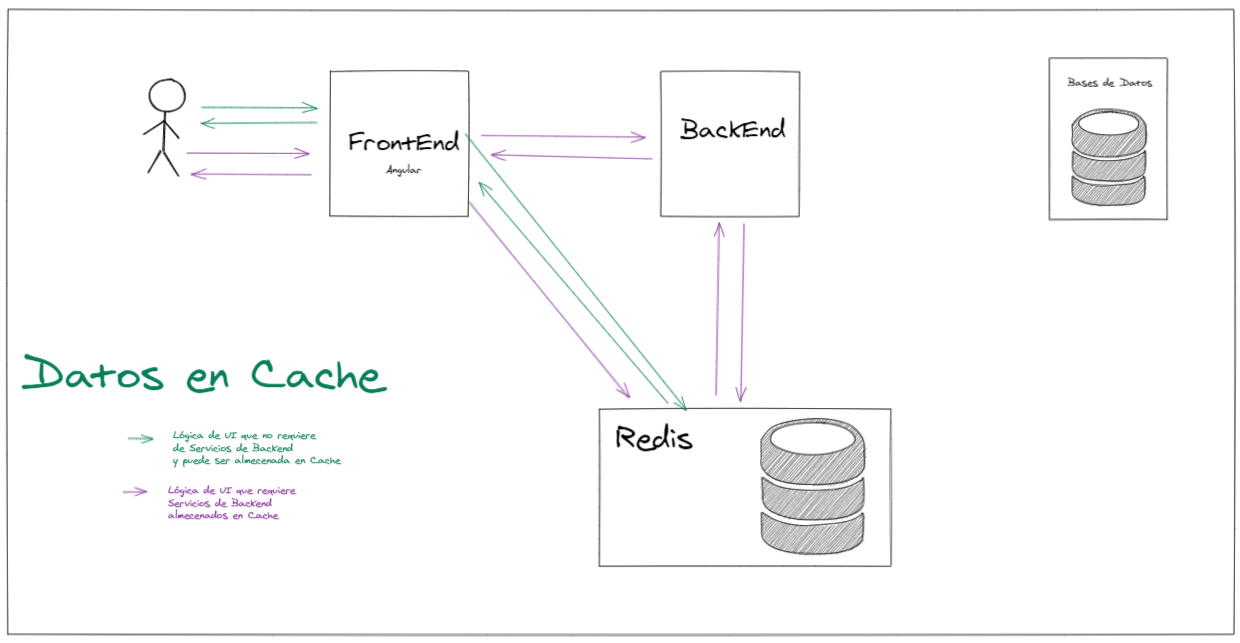 FrontEnd
Angular
BackEnd
Bases de Datos
Datos en Cache
Lógica de UI que no requiere
de Servicios de Backend
y puede ser almecenada en Cache
Lógica de UI que requiere
Servicios de Backend
almecenados en Cache
Redis